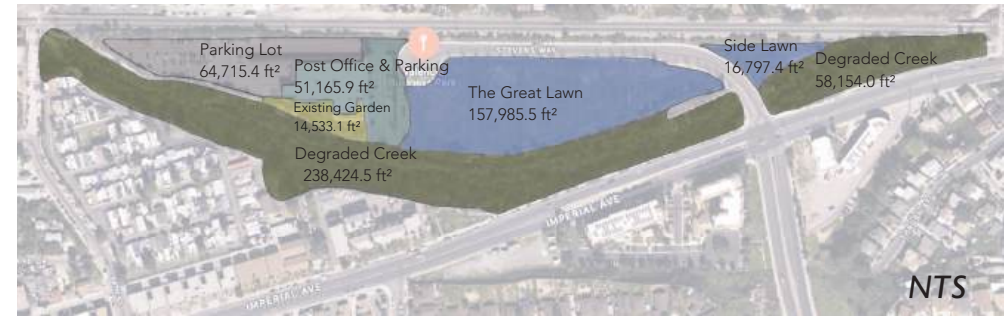 Parking Lot
64,715.4 ft²
Post Office & Parking
51,165.9 ft²
Existing Garden
14,533.1 ft²
Degraded Creek
238,424.5 ft²
STEVENS WAY
The Great Lawn
157,985.5 ft²
Side Lawn
16,797.4 ft²
Degraded Creek
58,154.0 ft²
IMPERIAL AVE
IMPERIAL AVE
NTS